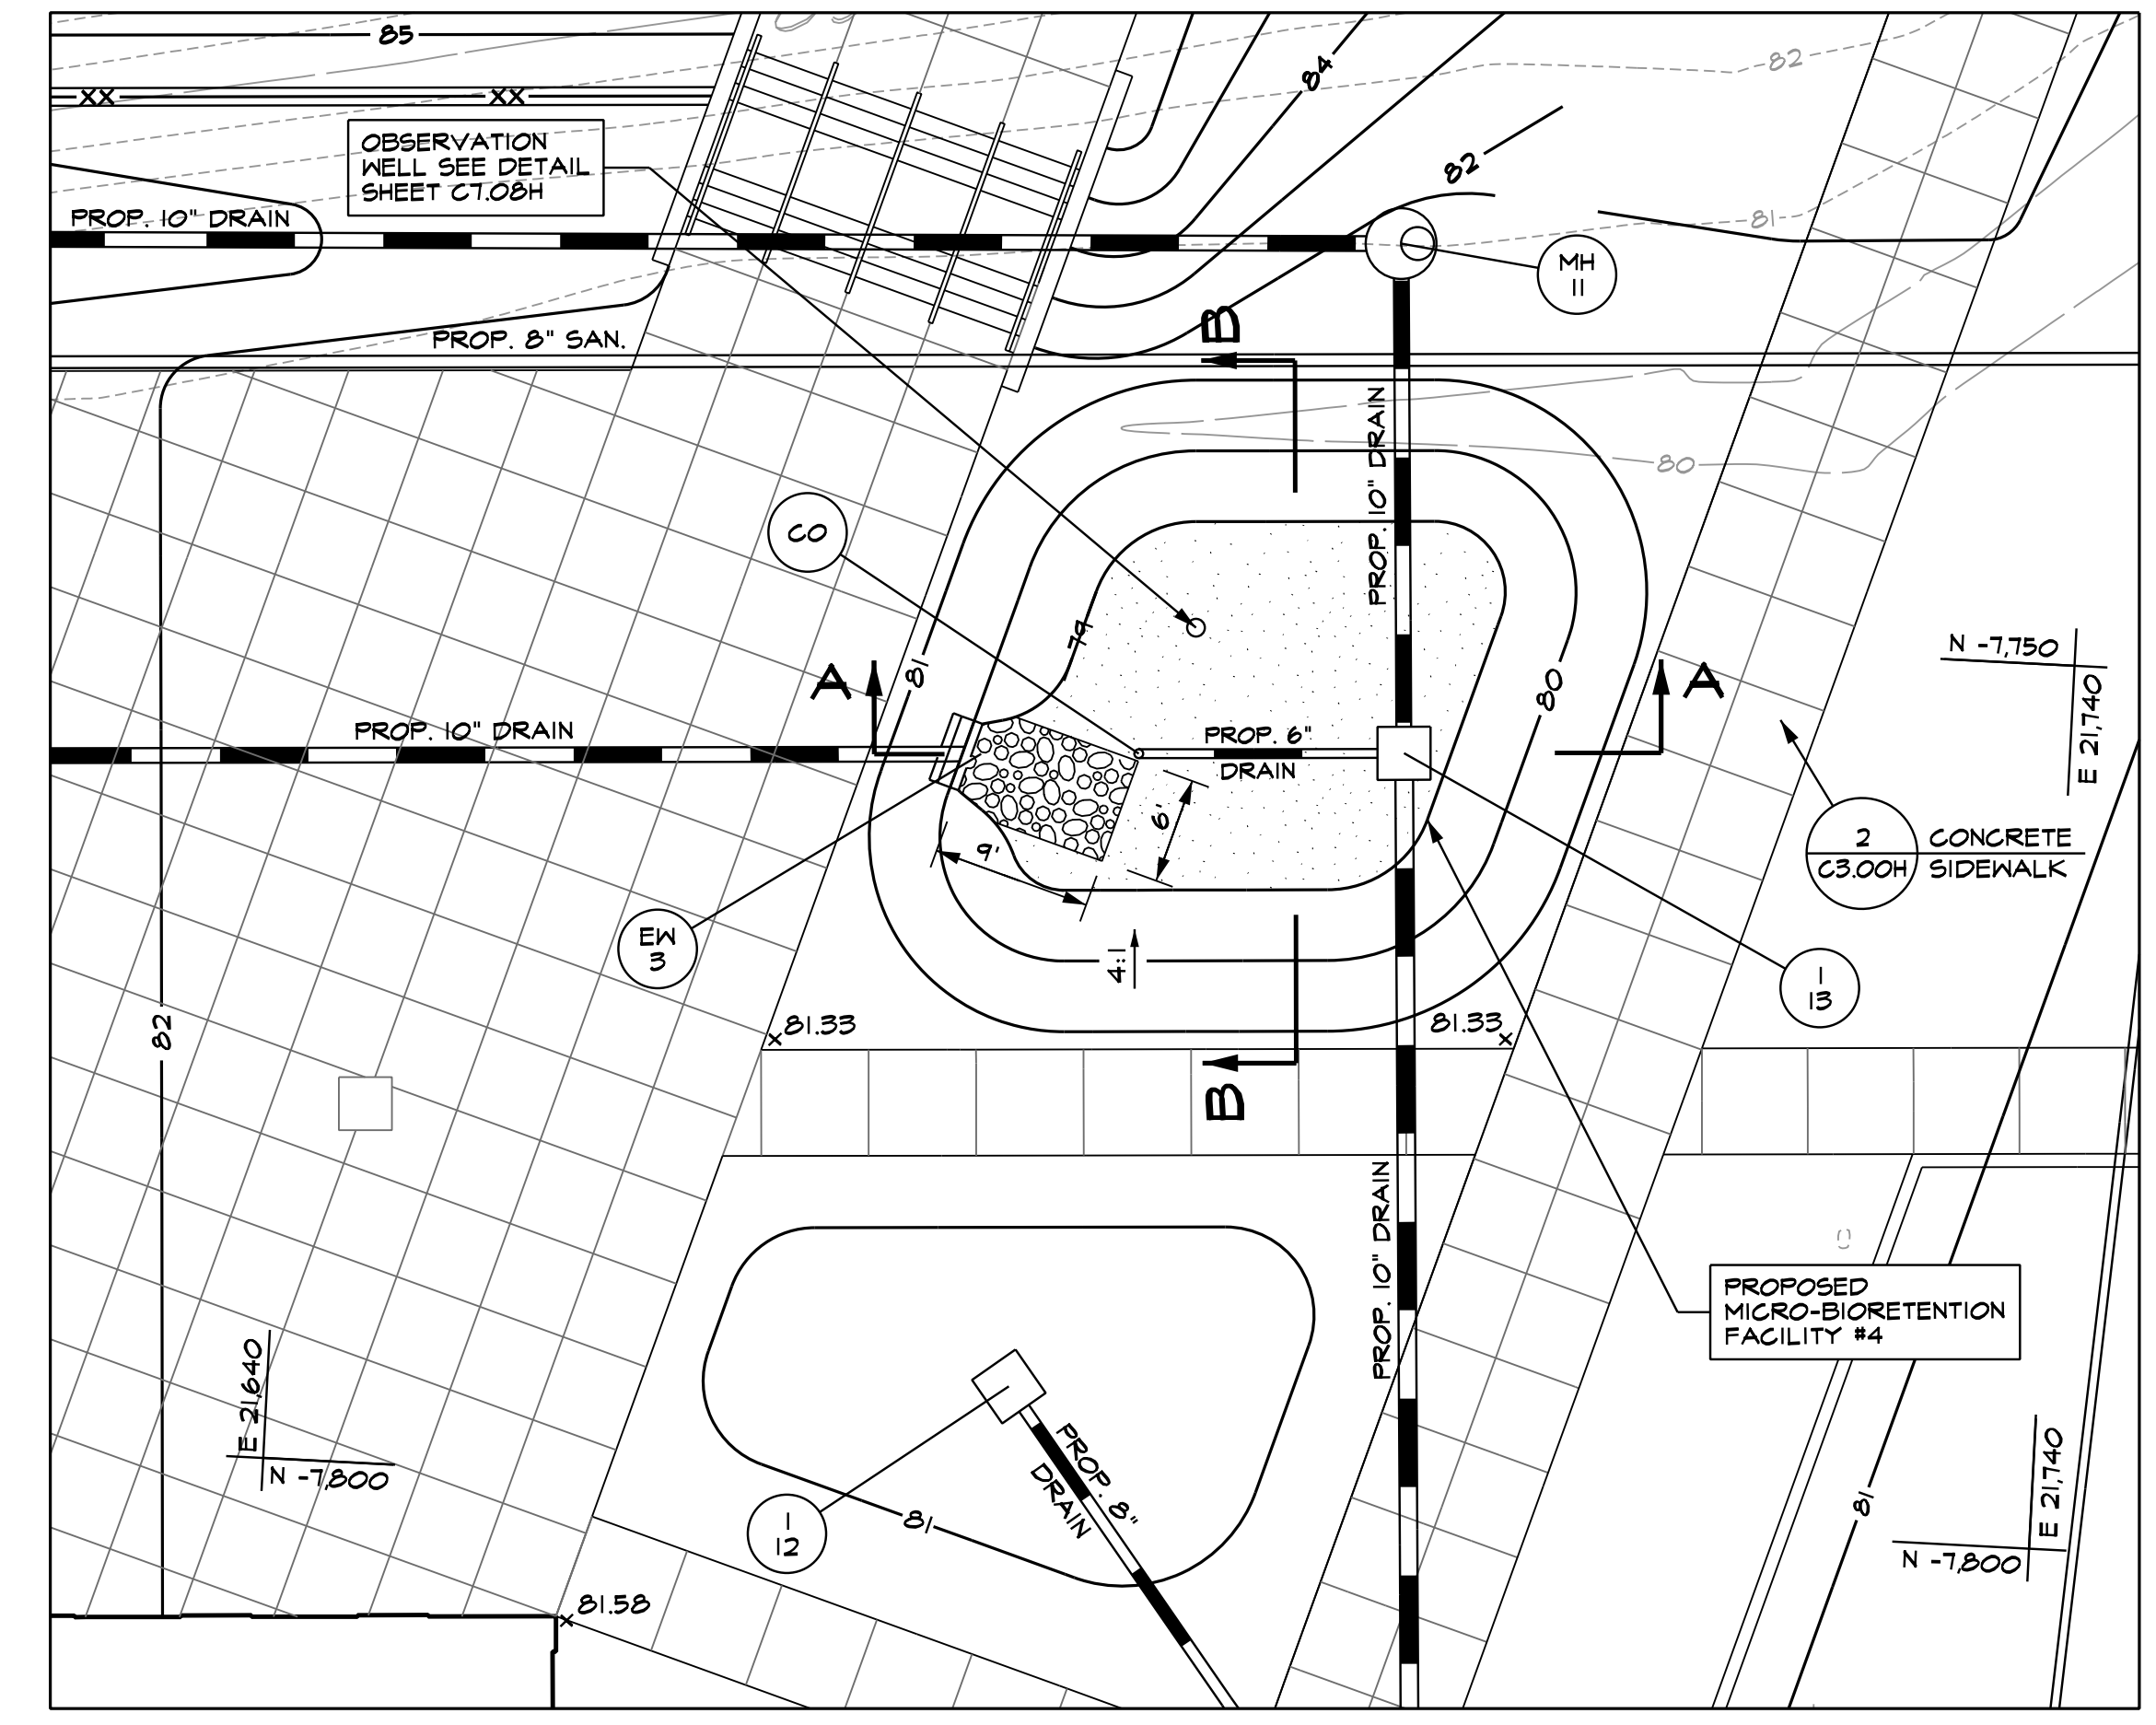 85
84
82
XX
XX
OBSERVATION
WELL SEE DETAIL
SHEET C7.08H
PROP. 10" DRAIN
82
81
MH
11
PROP. 8" SAN.
B
PROP. 10" DRAIN
80
CO
79
81
80
A
A
N -7,750
E 21,740
PROP. 10" DRAIN
PROP. 6"
DRAIN
6'
9'
2
C3.00H
CONCRETE
SIDEWALK
EW
3
4:1
1
13
82
81.33
81.33
B
PROP. 10" DRAIN
PROPOSED
MICRO-BIORETENTION
FACILITY #4
E 21,640
N -7,800
PROP. 8"
DRAIN
1
12
81
81
E 21,740
N -7,800
81.58